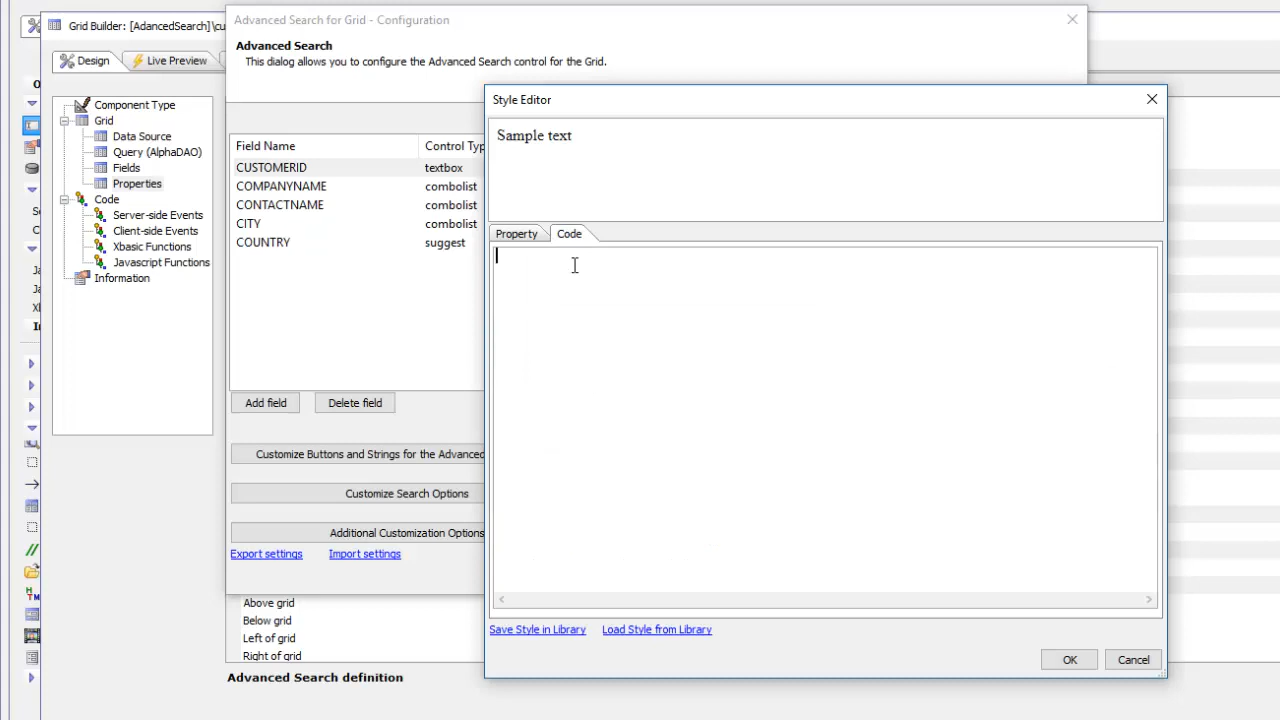 Grid Builder: [AdancedSearch]\cu
Design
Live Preview
Component Type
Grid
Data Source
Query (AlphaDAO)
Fields
Properties
Code
Server-side Events
Client-side Events
Xbasic Functions
Javascript Functions
Information
Advanced Search for Grid - Configuration
Advanced Search
This dialog allows you to configure the Advanced Search control for the Grid.
Field Name
Control Typ
CUSTOMERID
textbox
COMPANYNAME
combolist
CONTACTNAME
combolist
CITY
combolist
COUNTRY
suggest
Add field
Delete field
Customize Buttons and Strings for the Advanced
Customize Search Options
Additional Customization Options
Export settings
Import settings
Above grid
Below grid
Left of grid
Right of grid
Advanced Search definition
Style Editor
Sample text
Property
Code
Save Style in Library
Load Style from Library
OK
Cancel